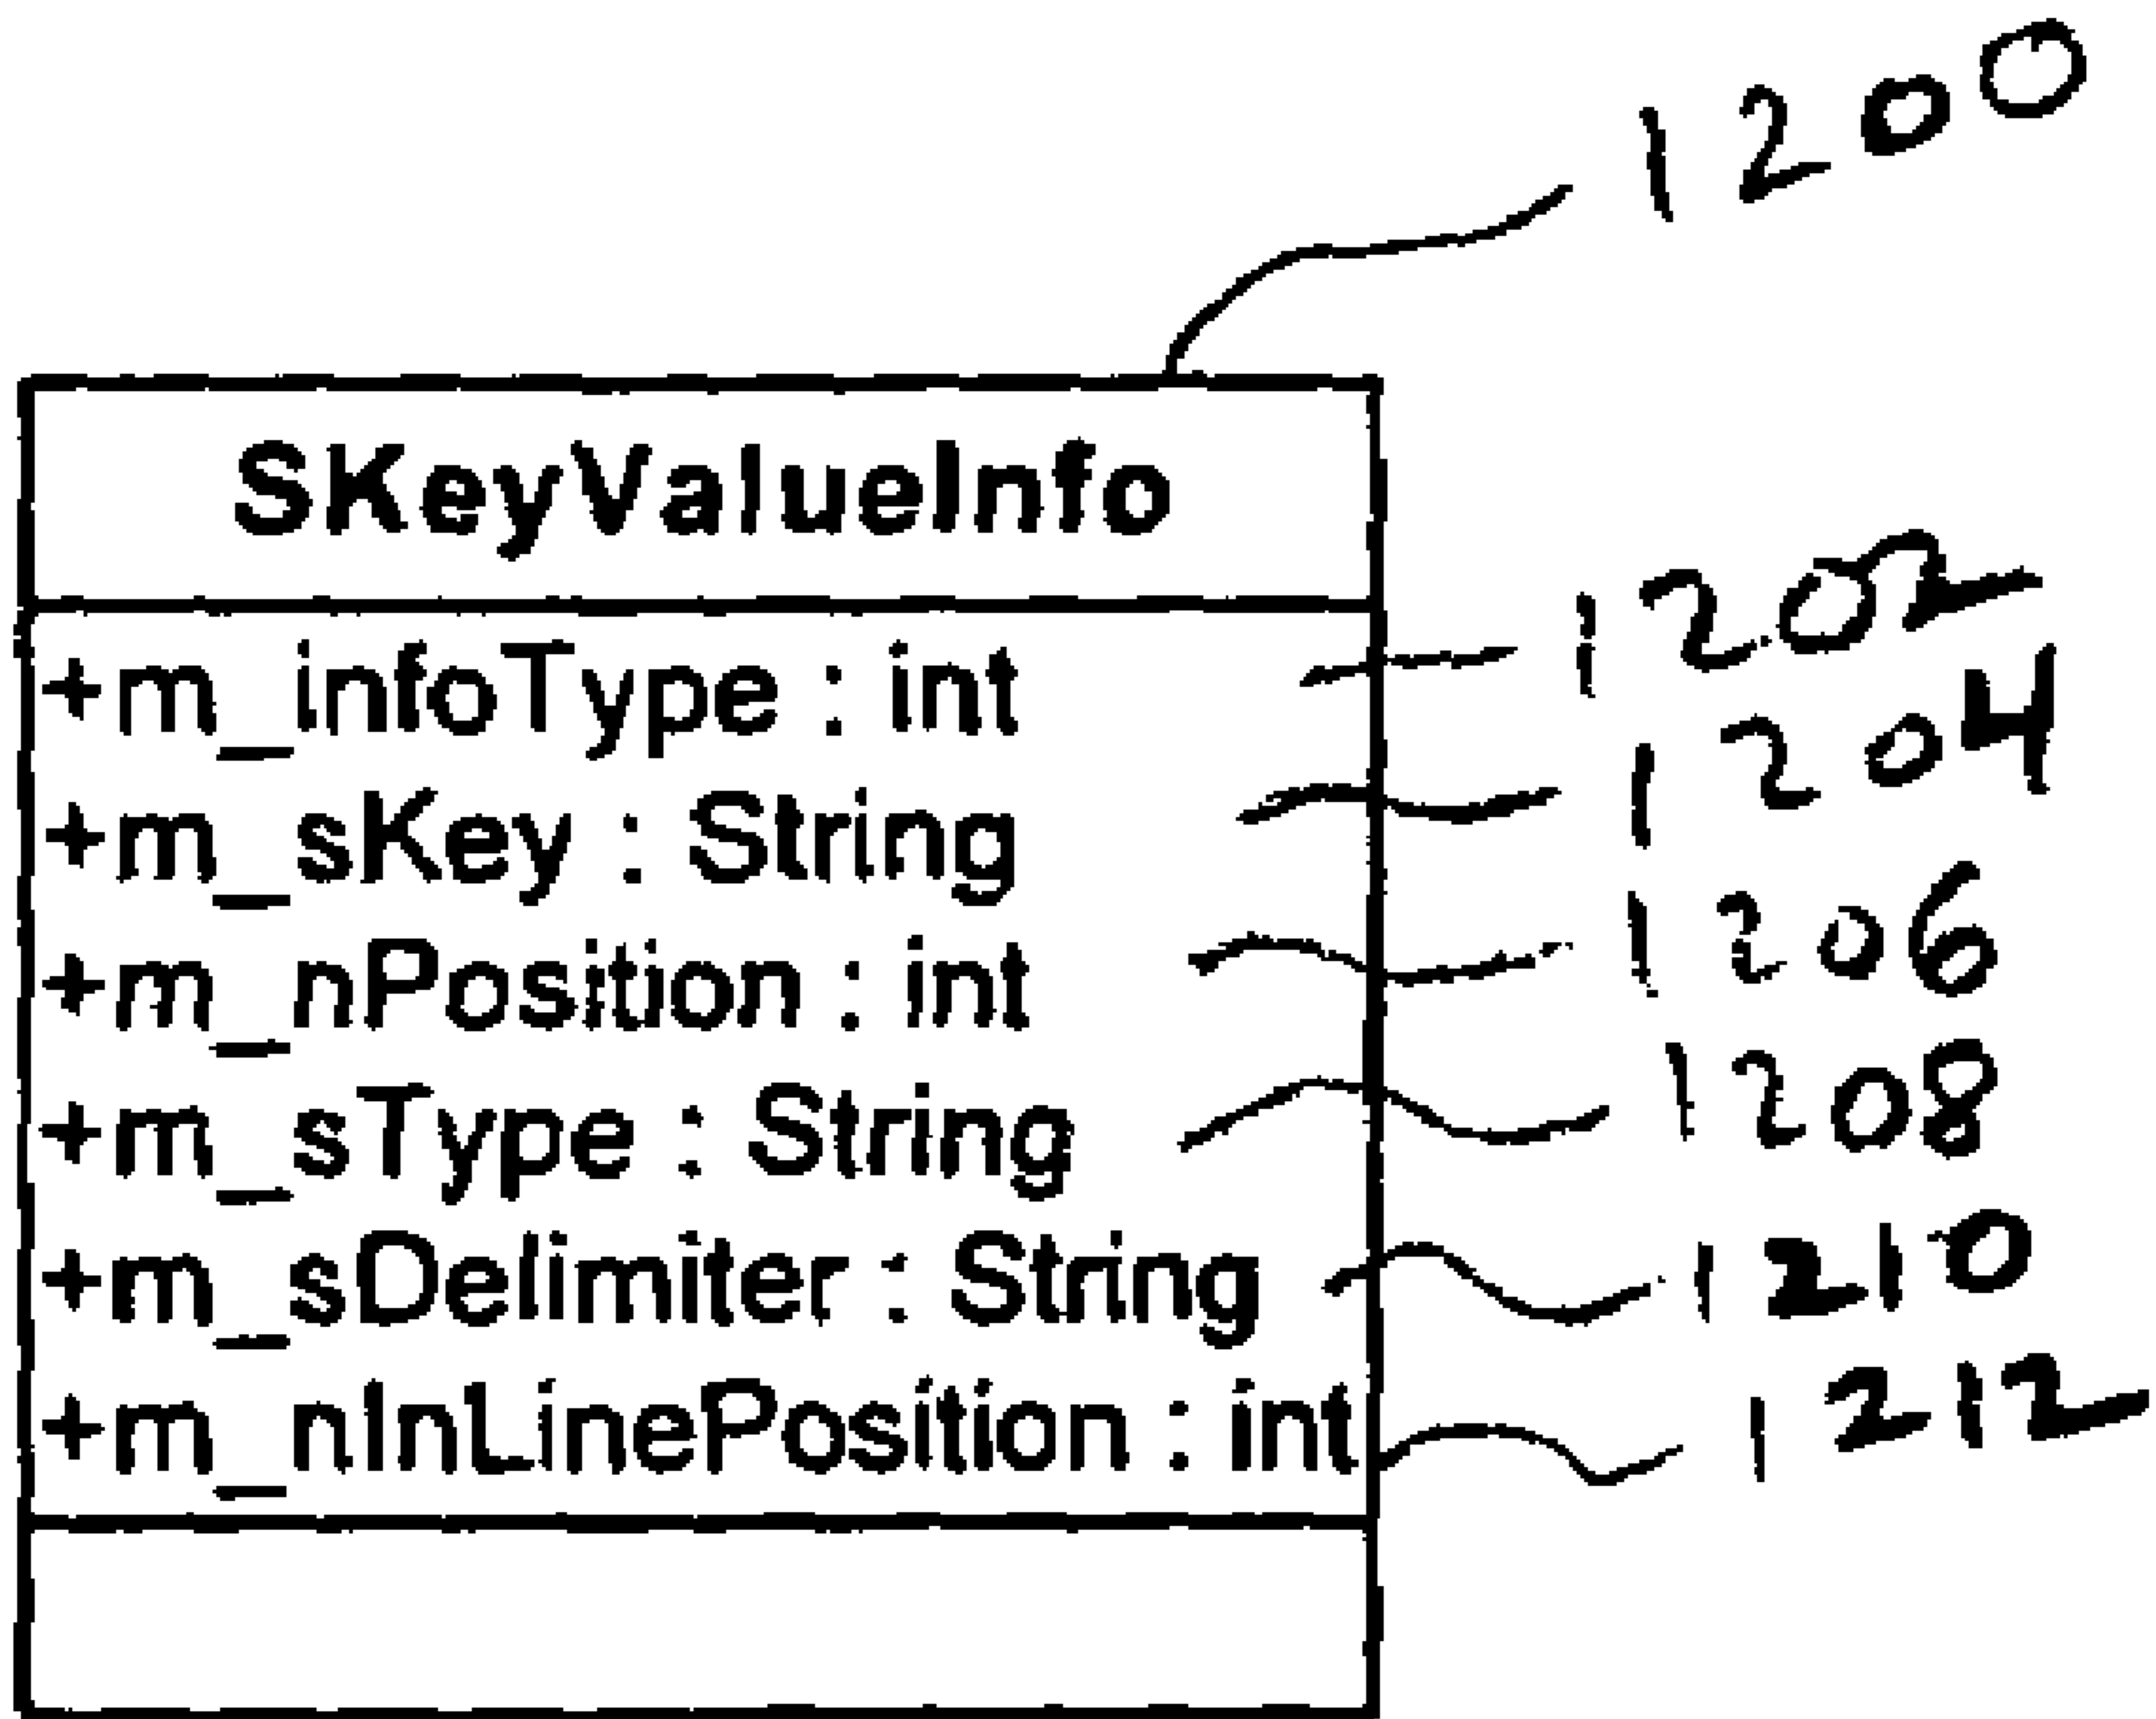 1200
SKeyValueInfo
+m_infoType : int 1202
+m_sKey : String 1204
+m_nPosition : int 1206
+m_sType : String 1208
+m_sDelimiter : String 1210
+m_nInLinePosition : int 1212